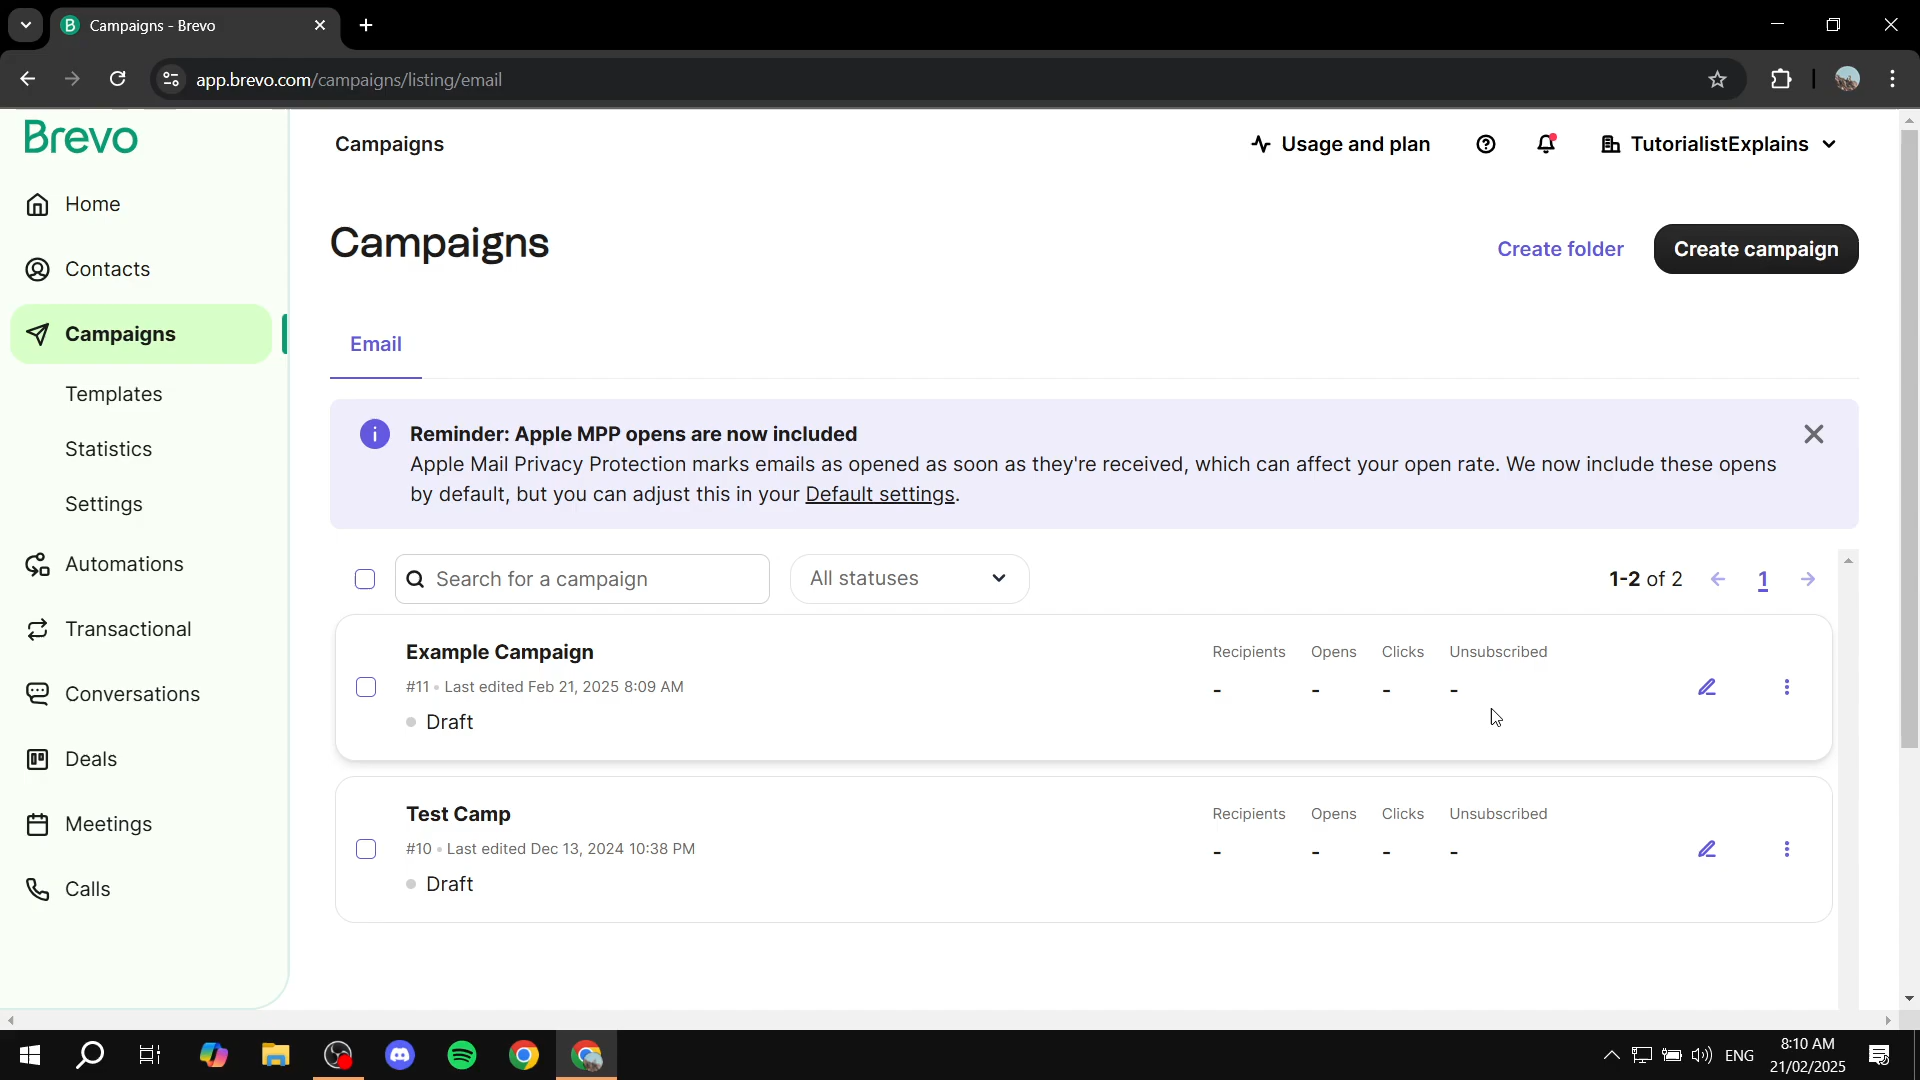 Campaigns - Brevo
app.brevo.com/campaigns/listing/email
Brevo
Campaigns
Usage and plan
TutorialistExplains
Home
Contacts
Campaigns
Templates
Statistics
Settings
Automations
Transactional
Conversations
Deals
Meetings
Calls
Campaigns
Create folder
Create campaign
Email
Reminder: Apple MPP opens are now included
Apple Mail Privacy Protection marks emails as opened as soon as they're received, which can affect your open rate. We now include these opens
by default, but you can adjust this in your Default settings.
Search for a campaign
All statuses
1-2 of 2
1
Example Campaign
Recipients Opens Clicks Unsubscribed
#11 • Last edited Feb 21, 2025 8:09 AM
- - - -
Draft
Test Camp
Recipients Opens Clicks Unsubscribed
#10 • Last edited Dec 13, 2024 10:38 PM
- - - -
Draft
ENG
8:10 AM
21/02/2025